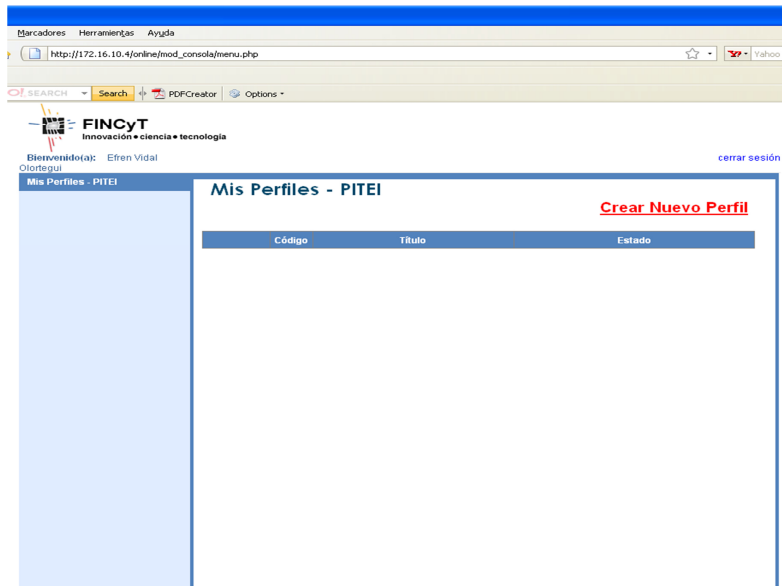 Marcadores Herramientas Ayuda
http://172.16.10.4/online/mod_consola/menu.php
Yahoo
O! SEARCH Search PDFCreator Options
FINCyT
Innovación • ciencia • tecnología
Bienvenido(a): Efren Vidal
Olortegui
cerrar sesión
Mis Perfiles - PITEI
Mis Perfiles - PITEI
Crear Nuevo Perfil
Código Título Estado